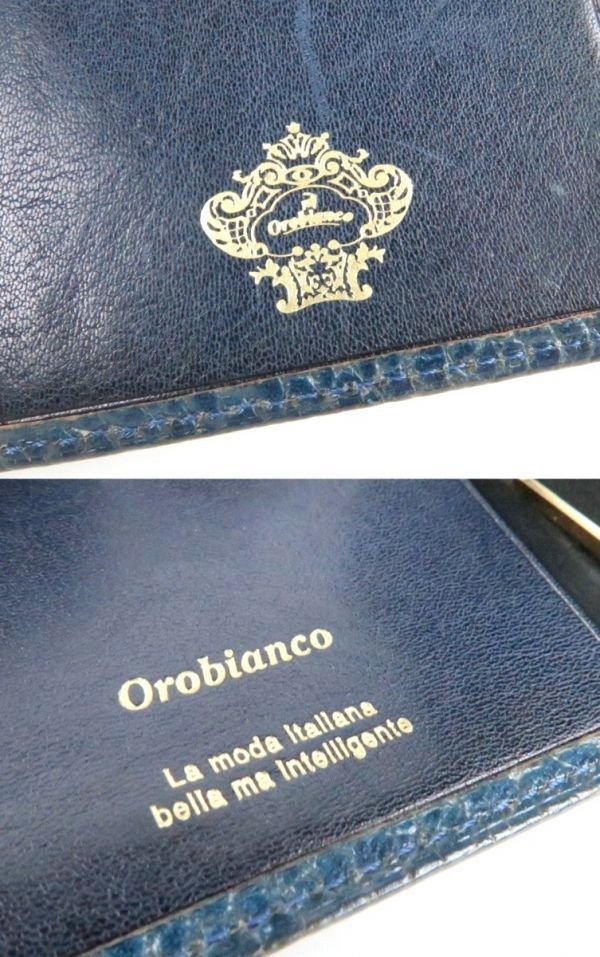 Orobianco
Orobianco
La moda Italiana
bella ma Intelligente